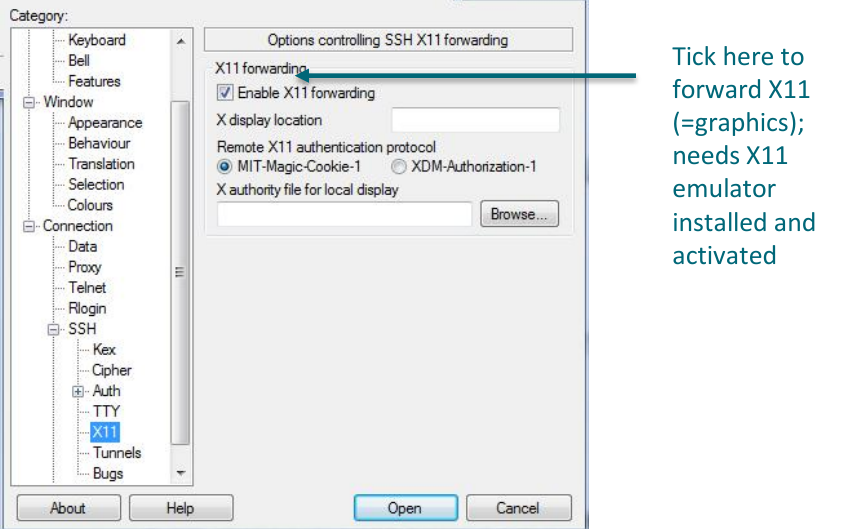 Category:
Keyboard
Bell
Features
Window
Appearance
Behaviour
Translation
Selection
Colours
Connection
Data
Proxy
Telnet
Rlogin
SSH
Kex
Cipher
Auth
TTY
X11
Tunnels
Bugs
Options controlling SSH X11 forwarding
X11 forwarding
Enable X11 forwarding
X display location
Remote X11 authentication protocol
MIT-Magic-Cookie-1 XDM-Authorization-1
X authority file for local display
Browse...
About Help Open Cancel
Tick here to
forward X11
(=graphics);
needs X11
emulator
installed and
activated